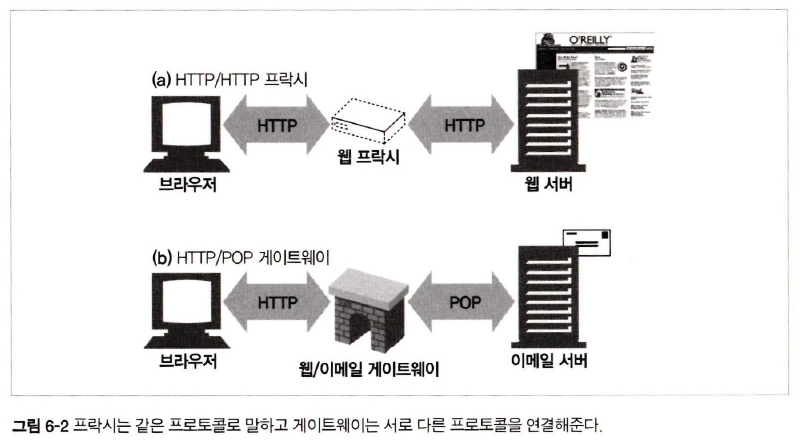 O'REILLY
(a) HTTP/HTTP 프락시
HTTP
HTTP
웹 프락시
브라우저
웹 서버
(b) HTTP/POP 게이트웨이
HTTP
POP
브라우저
웹/이메일 게이트웨이
이메일 서버
그림 6-2 프락시는 같은 프로토콜로 말하고 게이트웨이는 서로 다른 프로토콜을 연결해준다.